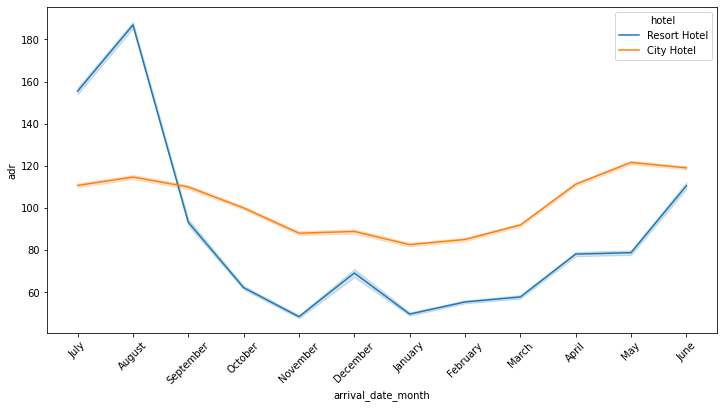 hotel
Resort Hotel
City Hotel
adr
180
160
140
120
100
80
60
July
August
September
October
November
December
January
February
March
April
May
June
arrival_date_month